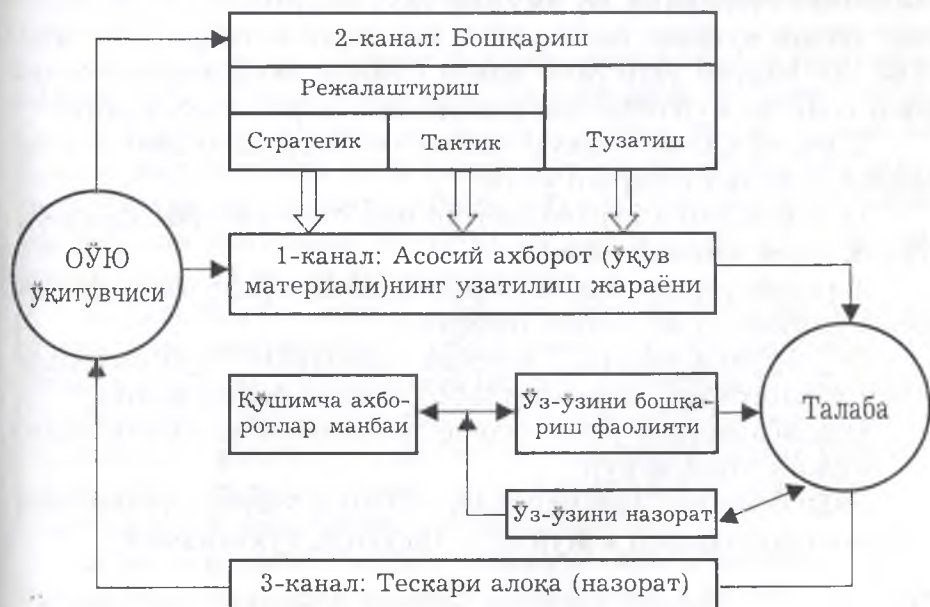 2-канал: Бошқариш
Режалаштириш
Стратегик
Тактик
Тузатиш
ОЎЮ
ўқитувчиси
1-канал: Асосий ахборот (ўқув
материали)нинг узатилиш жараёни
Қўшимча ахбо-
ротлар манбаи
Ўз-ўзини бошқа-
риш фаолияти
Талаба
Ўз-ўзини назорат
3-канал: Тескари алоқа (назорат)